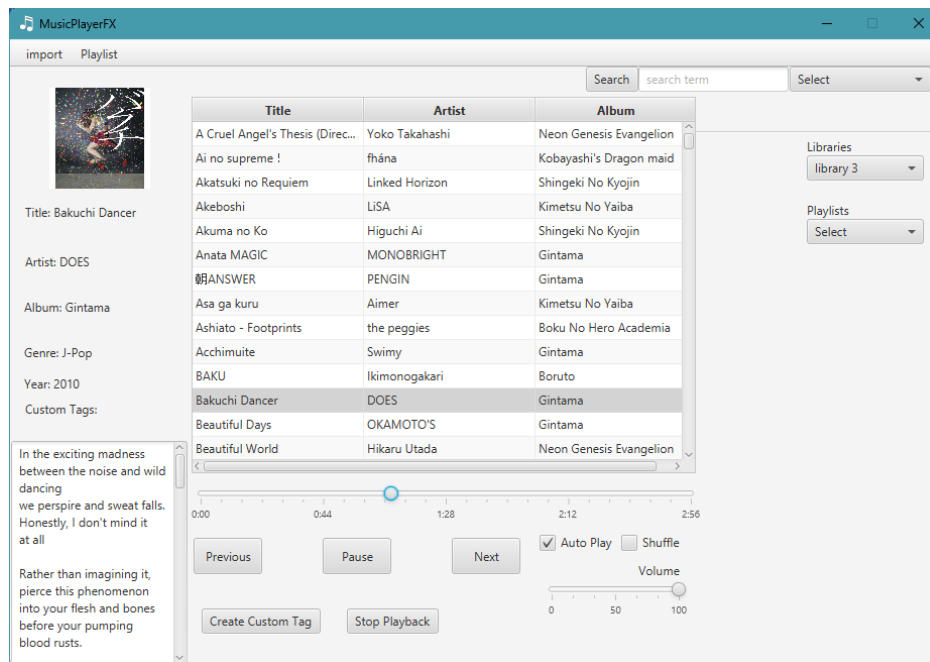 MusicPlayerFX
import Playlist
Search search term Select
Title Artist Album
A Cruel Angel's Thesis (Direc... Yoko Takahashi Neon Genesis Evangelion
Ai no supreme ! fhána Kobayashi's Dragon maid
Akatsuki no Requiem Linked Horizon Shingeki No Kyojin
Akeboshi LiSA Kimetsu No Yaiba
Akuma no Ko Higuchi Ai Shingeki No Kyojin
Anata MAGIC MONOBRIGHT Gintama
朝ANSWER PENGIN Gintama
Asa ga kuru Aimer Kimetsu No Yaiba
Ashiato - Footprints the peggies Boku No Hero Academia
Acchimuite Swimy Gintama
BAKU Ikimonogakari Boruto
Bakuchi Dancer DOES Gintama
Beautiful Days OKAMOTO'S Gintama
Beautiful World Hikaru Utada Neon Genesis Evangelion
Title: Bakuchi Dancer
Artist: DOES
Album: Gintama
Genre: J-Pop
Year: 2010
Custom Tags:
In the exciting madness
between the noise and wild
dancing
we perspire and sweat falls.
Honestly, I don't mind it
at all
Rather than imagining it,
pierce this phenomenon
into your flesh and bones
before your pumping
blood rusts.
Libraries
library 3
Playlists
Select
0:00 0:44 1:28 2:12 2:56
Previous Pause Next
Auto Play Shuffle
Volume
0 50 100
Create Custom Tag Stop Playback